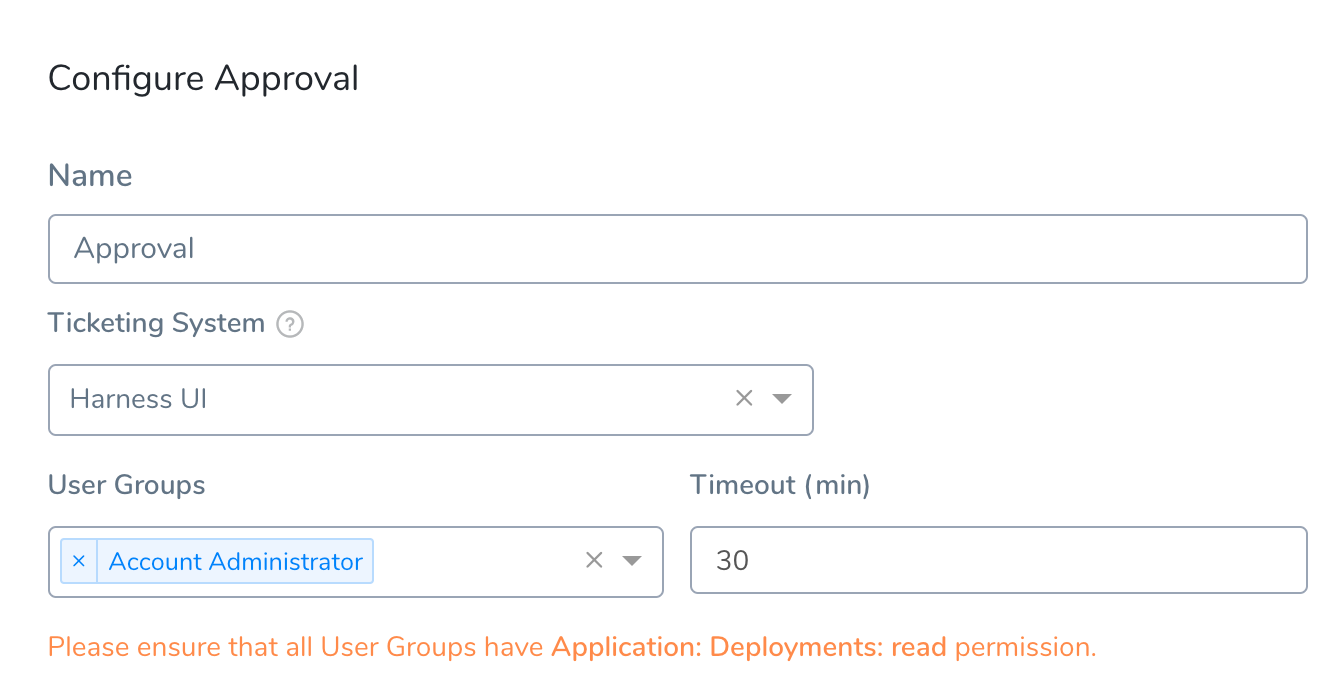 Configure Approval
Name
Approval
Ticketing System ?
Harness UI
User Groups
Timeout (min)
× Account Administrator
30
Please ensure that all User Groups have Application: Deployments: read permission.